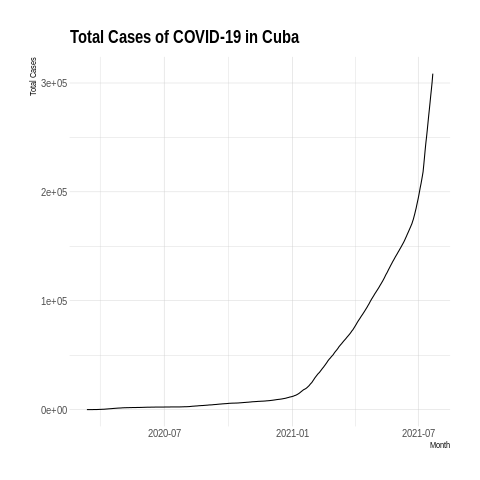 Total Cases of COVID-19 in Cuba
Total Cases
3e+05
2e+05
1e+05
0e+00
2020-07 2021-01 2021-07
Month